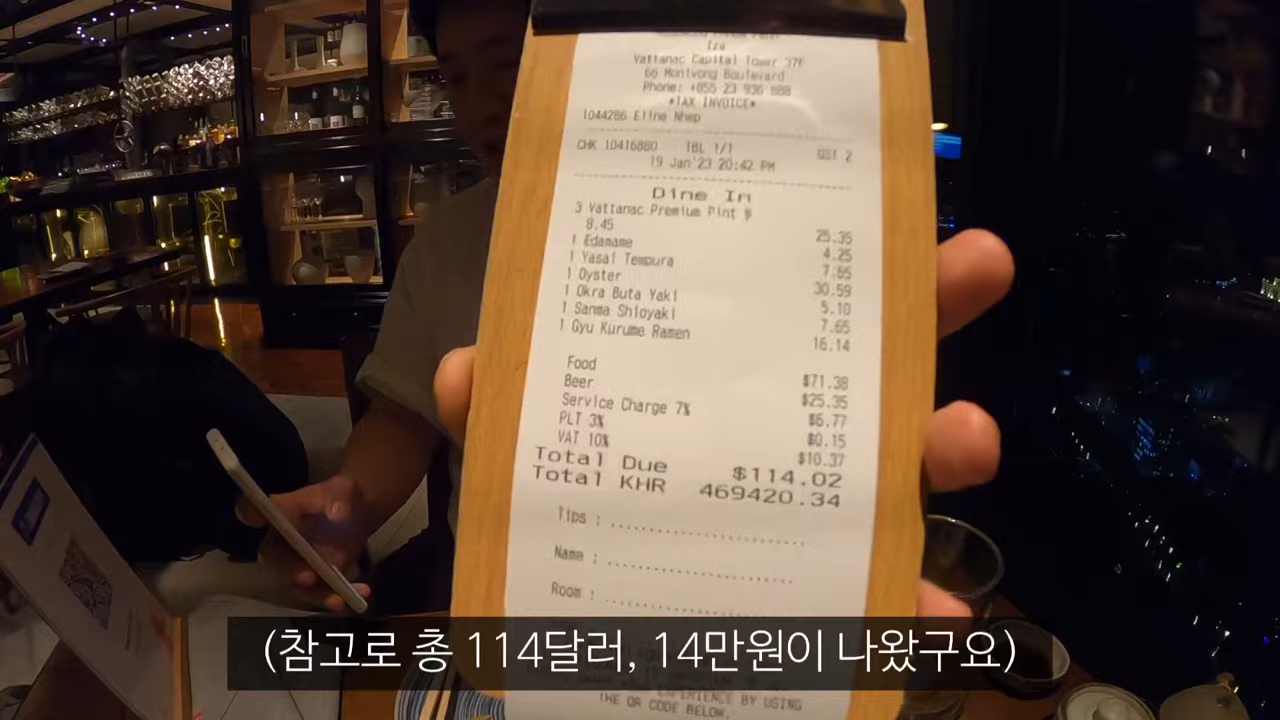 Iza
Vattanac Capital Tower 37F
66 Monivong Boulevard
Phone: +855 23 936 888
*TAX INVOICE*
1044286 Eline Nhep
CHK 10416880 TBL 1/1 GST 2
19 Jan'23 20:42 PM
Dine In
3 Vattanac Premium Pint @
8.45 25.35
1 Edamame 4.25
1 Yasai Tempura 7.65
1 Oyster 30.59
1 Okra Buta Yaki 5.10
1 Sanma Shioyaki 7.65
1 Gyu Kurume Ramen 16.14
Food $71.38
Beer $25.35
Service Charge 7% $6.77
PLT 3% $0.15
VAT 10% $10.37
Total Due $114.02
Total KHR 469420.34
Tips :
Name :
Room :
(참고로 총 114달러, 14만원이 나왔구요)
EXPERIENCE BY USING
THE QR CODE BELOW.